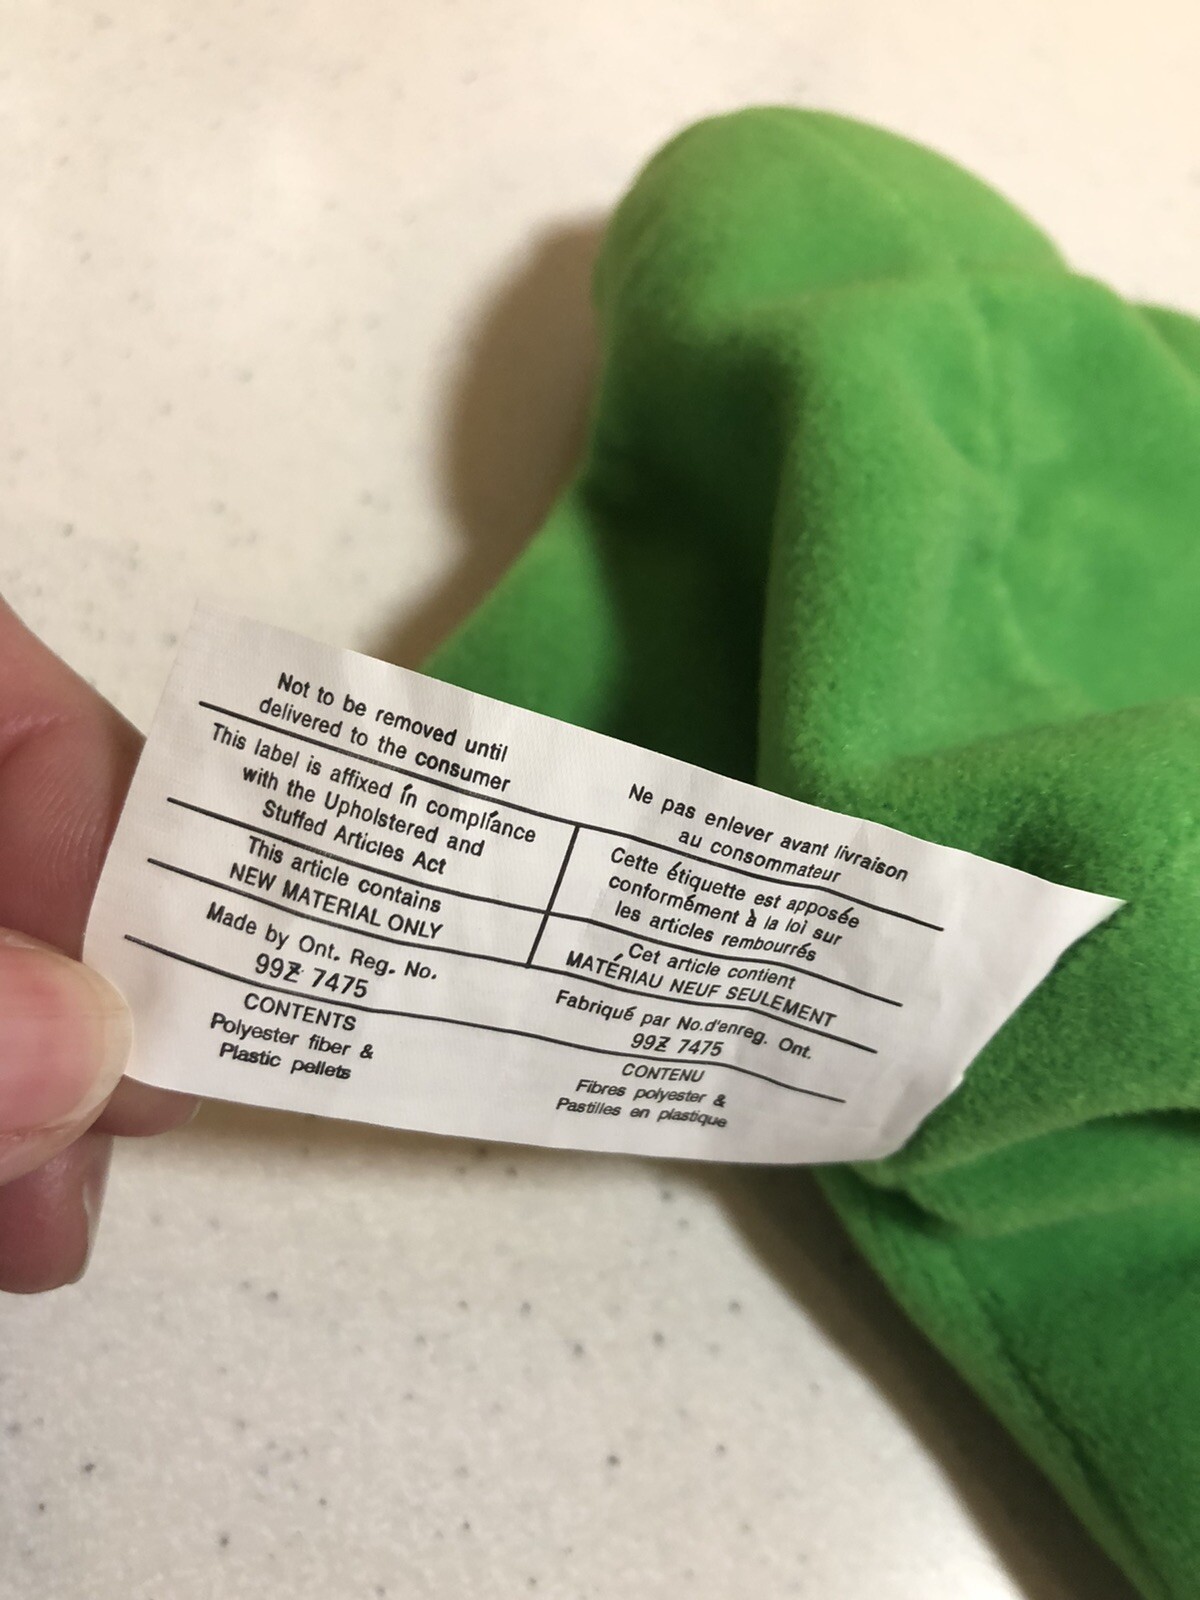 Not to be removed until
delivered to the consumer
This label is affixed in compliance
with the Upholstered and
Stuffed Articles Act
This article contains
NEW MATERIAL ONLY
Made by Ont. Reg. No.
99Z 7475
CONTENTS
Polyester fiber &
Plastic pellets
Ne pas enlever avant livraison
au consommateur
Cette étiquette est apposée
conformément à la loi sur
les articles rembourrés
Cet article contient
MATÉRIAU NEUF SEULEMENT
Fabriqué par No.d'enreg. Ont.
99Z 7475
CONTENU
Fibres polyester &
Pastilles en plastique